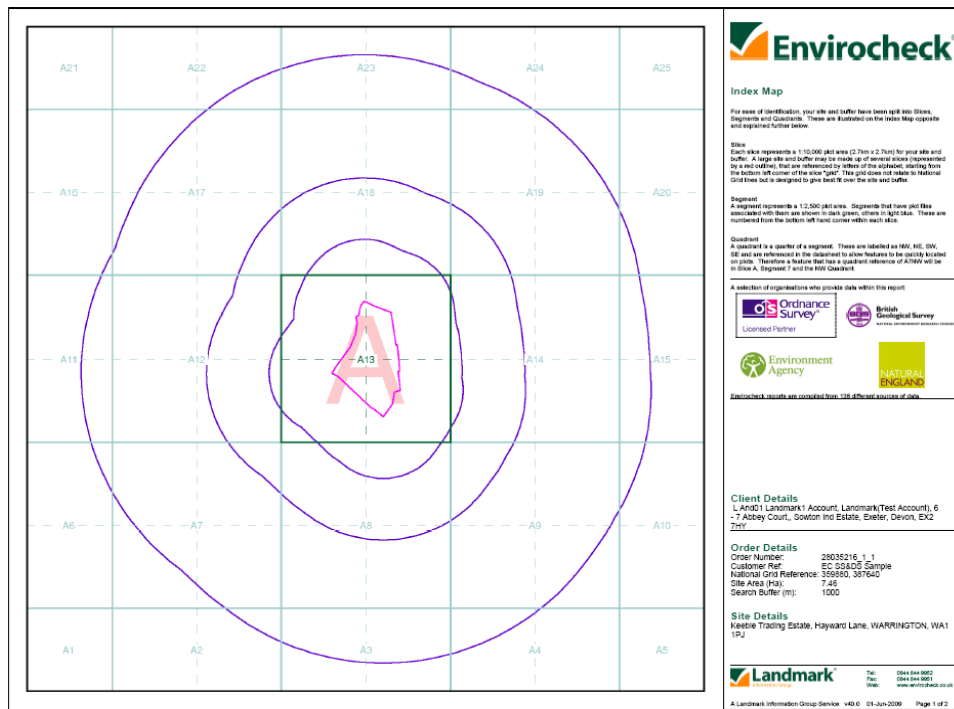 A21 A22 A23 A24 A25
A16 A17 A18 A19 A20
A11 A12 A13 A14 A15
A
A6 A7 A8 A10
A1 A2 A3 A4 A5
Envirocheck®
Index Map
For ease of identification, your site and buffer have been split into Slices,
Segments and Quadrants. These are illustrated on the Index Map opposite
and explained further below.
Slice
Each slice represents a 1:10,000 plot area (2.7km x 2.7km) for your site and
buffer. A large site and buffer may be made up of several slices (represented
by a red outline), that are referenced by letters of the alphabet, starting from
the bottom left corner of the slice "grid". This grid does not relate to National
Grid lines but is designed to give best fit over the site and buffer.
Segment
A segment represents a 1:2,500 plot area. Segments that have plot files
associated with them are shown in dark green, others in light blue. These are
numbered from the bottom left hand corner within each slice.
Quadrant
A quadrant is a quarter of a segment. These are labelled as NW, NE, SW,
SE and are referenced in the datasheet to allow features to be quickly located
on plots. Therefore a feature that has a quadrant reference of A7NW will be
in Slice A, Segment 7 and the NW Quadrant.
A selection of organisations who provide data within this report:
OS Ordnance
Survey®
Licensed Partner
BGS
British
Geological Survey
NATURAL ENVIRONMENT RESEARCH COUNCIL
Environment
Agency
NATURAL
ENGLAND
Envirocheck reports are compiled from 136 different sources of data.
Client Details
L And01 Landmark1 Account, Landmark(Test Account), 6
- 7 Abbey Court,, Sowton Ind Estate, Exeter, Devon, EX2
7HY
Order Details
Order Number: 28035216_1_1
Customer Ref: EC SS&DS Sample
National Grid Reference: 359880, 387640
Site Area (Ha): 7.46
Search Buffer (m): 1000
Site Details
Keeble Trading Estate, Hayward Lane, WARRINGTON, WA1
1PJ
Landmark®
Information Group
Tel: 0844 844 9952
Fax: 0844 844 9951
Web: www.envirocheck.co.uk
A Landmark Information Group Service v40.0 01-Jun-2009 Page 1 of 2